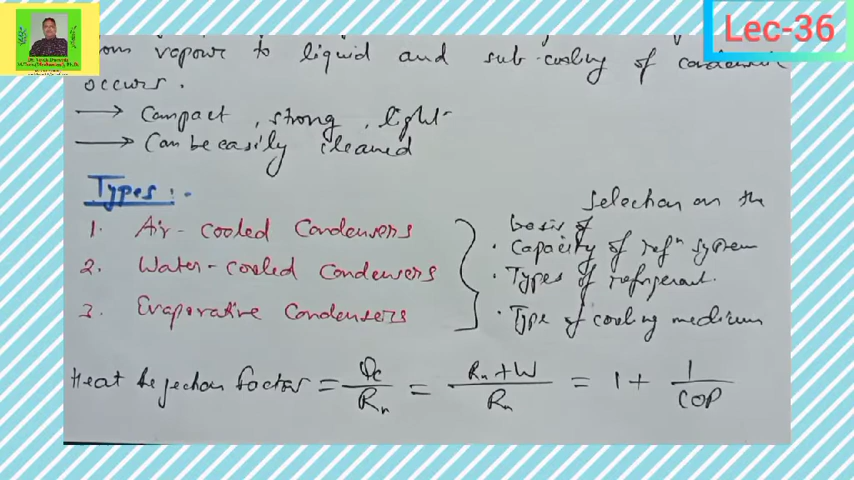 Lec-36
vapour to liquid and sub-cooling of
occurs.
→ Compact, strong, light
→ Can be easily cleaned
Types:-
Selection on the
basis of
1. Air-cooled Condensers
• Capacity of refⁿ system
2. Water-cooled Condensers
• Types of refrigerant.
3. Evaporative Condensers
• Type of cooling medium
Heat Rejection factor = Qc/Rn = Rn + W/Rn = 1 + 1/COP